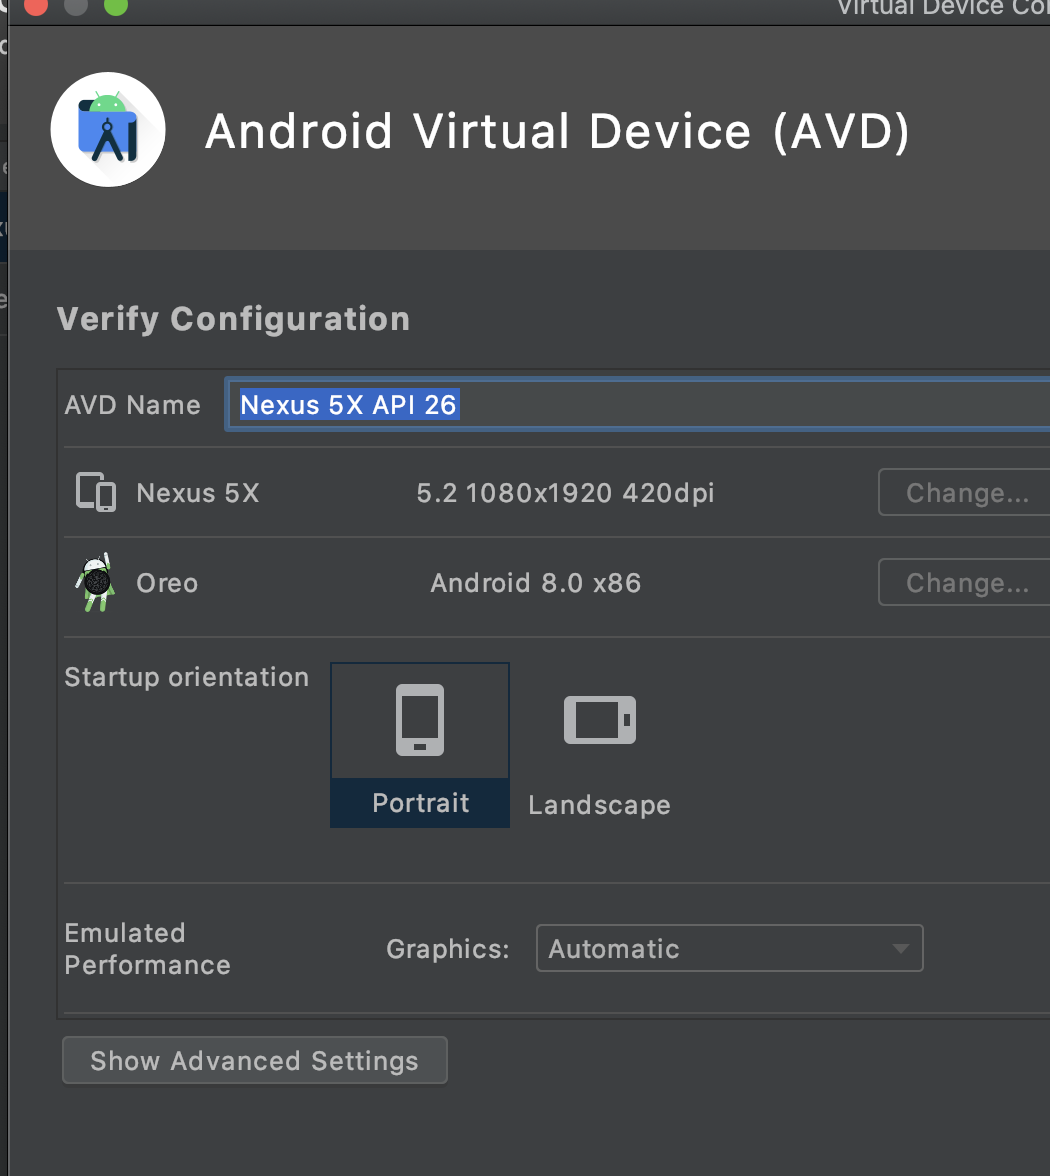 Virtual Device
Android Virtual Device (AVD)
Verify Configuration
AVD Name Nexus 5X API 26
Nexus 5X 5.2 1080x1920 420dpi Change...
Oreo Android 8.0 x86 Change...
Startup orientation
Portrait
Landscape
Emulated
Performance
Graphics: Automatic
Show Advanced Settings